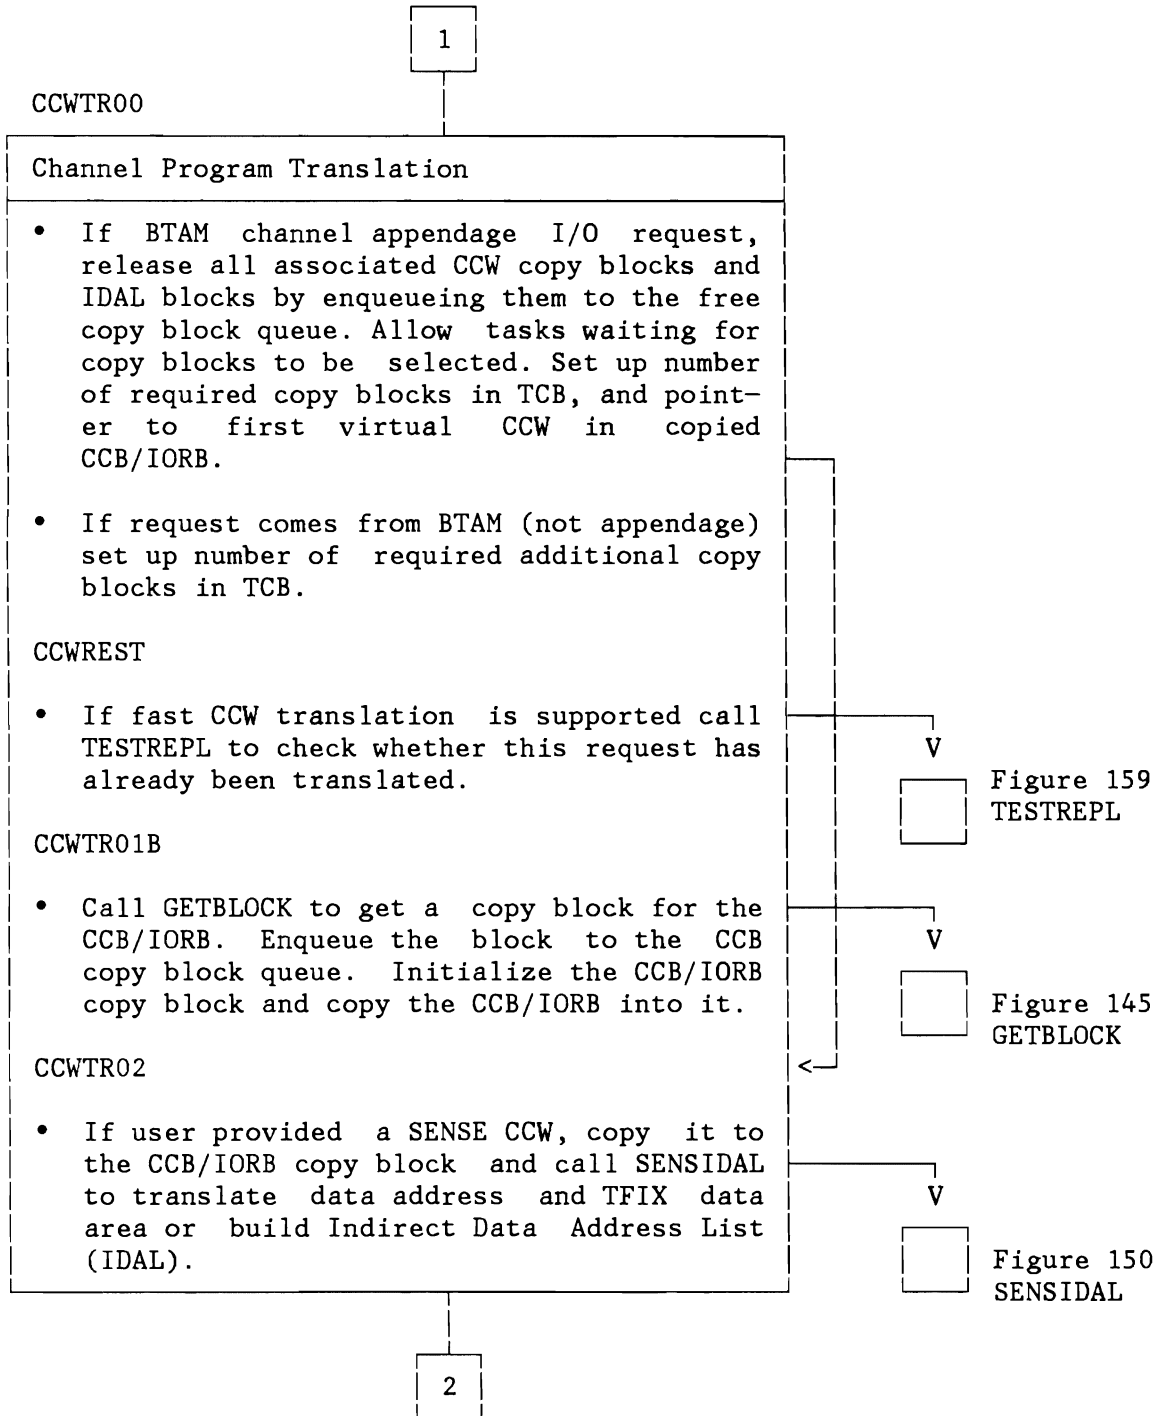 1
CCWTR00
Channel Program Translation
• If BTAM channel appendage I/O request,
release all associated CCW copy blocks and
IDAL blocks by enqueueing them to the free
copy block queue. Allow tasks waiting for
copy blocks to be selected. Set up number
of required copy blocks in TCB, and point-
er to first virtual CCW in copied
CCB/IORB.
• If request comes from BTAM (not appendage)
set up number of required additional copy
blocks in TCB.
CCWREST
• If fast CCW translation is supported call
TESTREPL to check whether this request has
already been translated.
V
Figure 159
TESTREPL
CCWTR01B
• Call GETBLOCK to get a copy block for the
CCB/IORB. Enqueue the block to the CCB
copy block queue. Initialize the CCB/IORB
copy block and copy the CCB/IORB into it.
V
Figure 145
GETBLOCK
CCWTR02
<
• If user provided a SENSE CCW, copy it to
the CCB/IORB copy block and call SENSIDAL
to translate data address and TFIX data
area or build Indirect Data Address List
(IDAL).
V
Figure 150
SENSIDAL
2